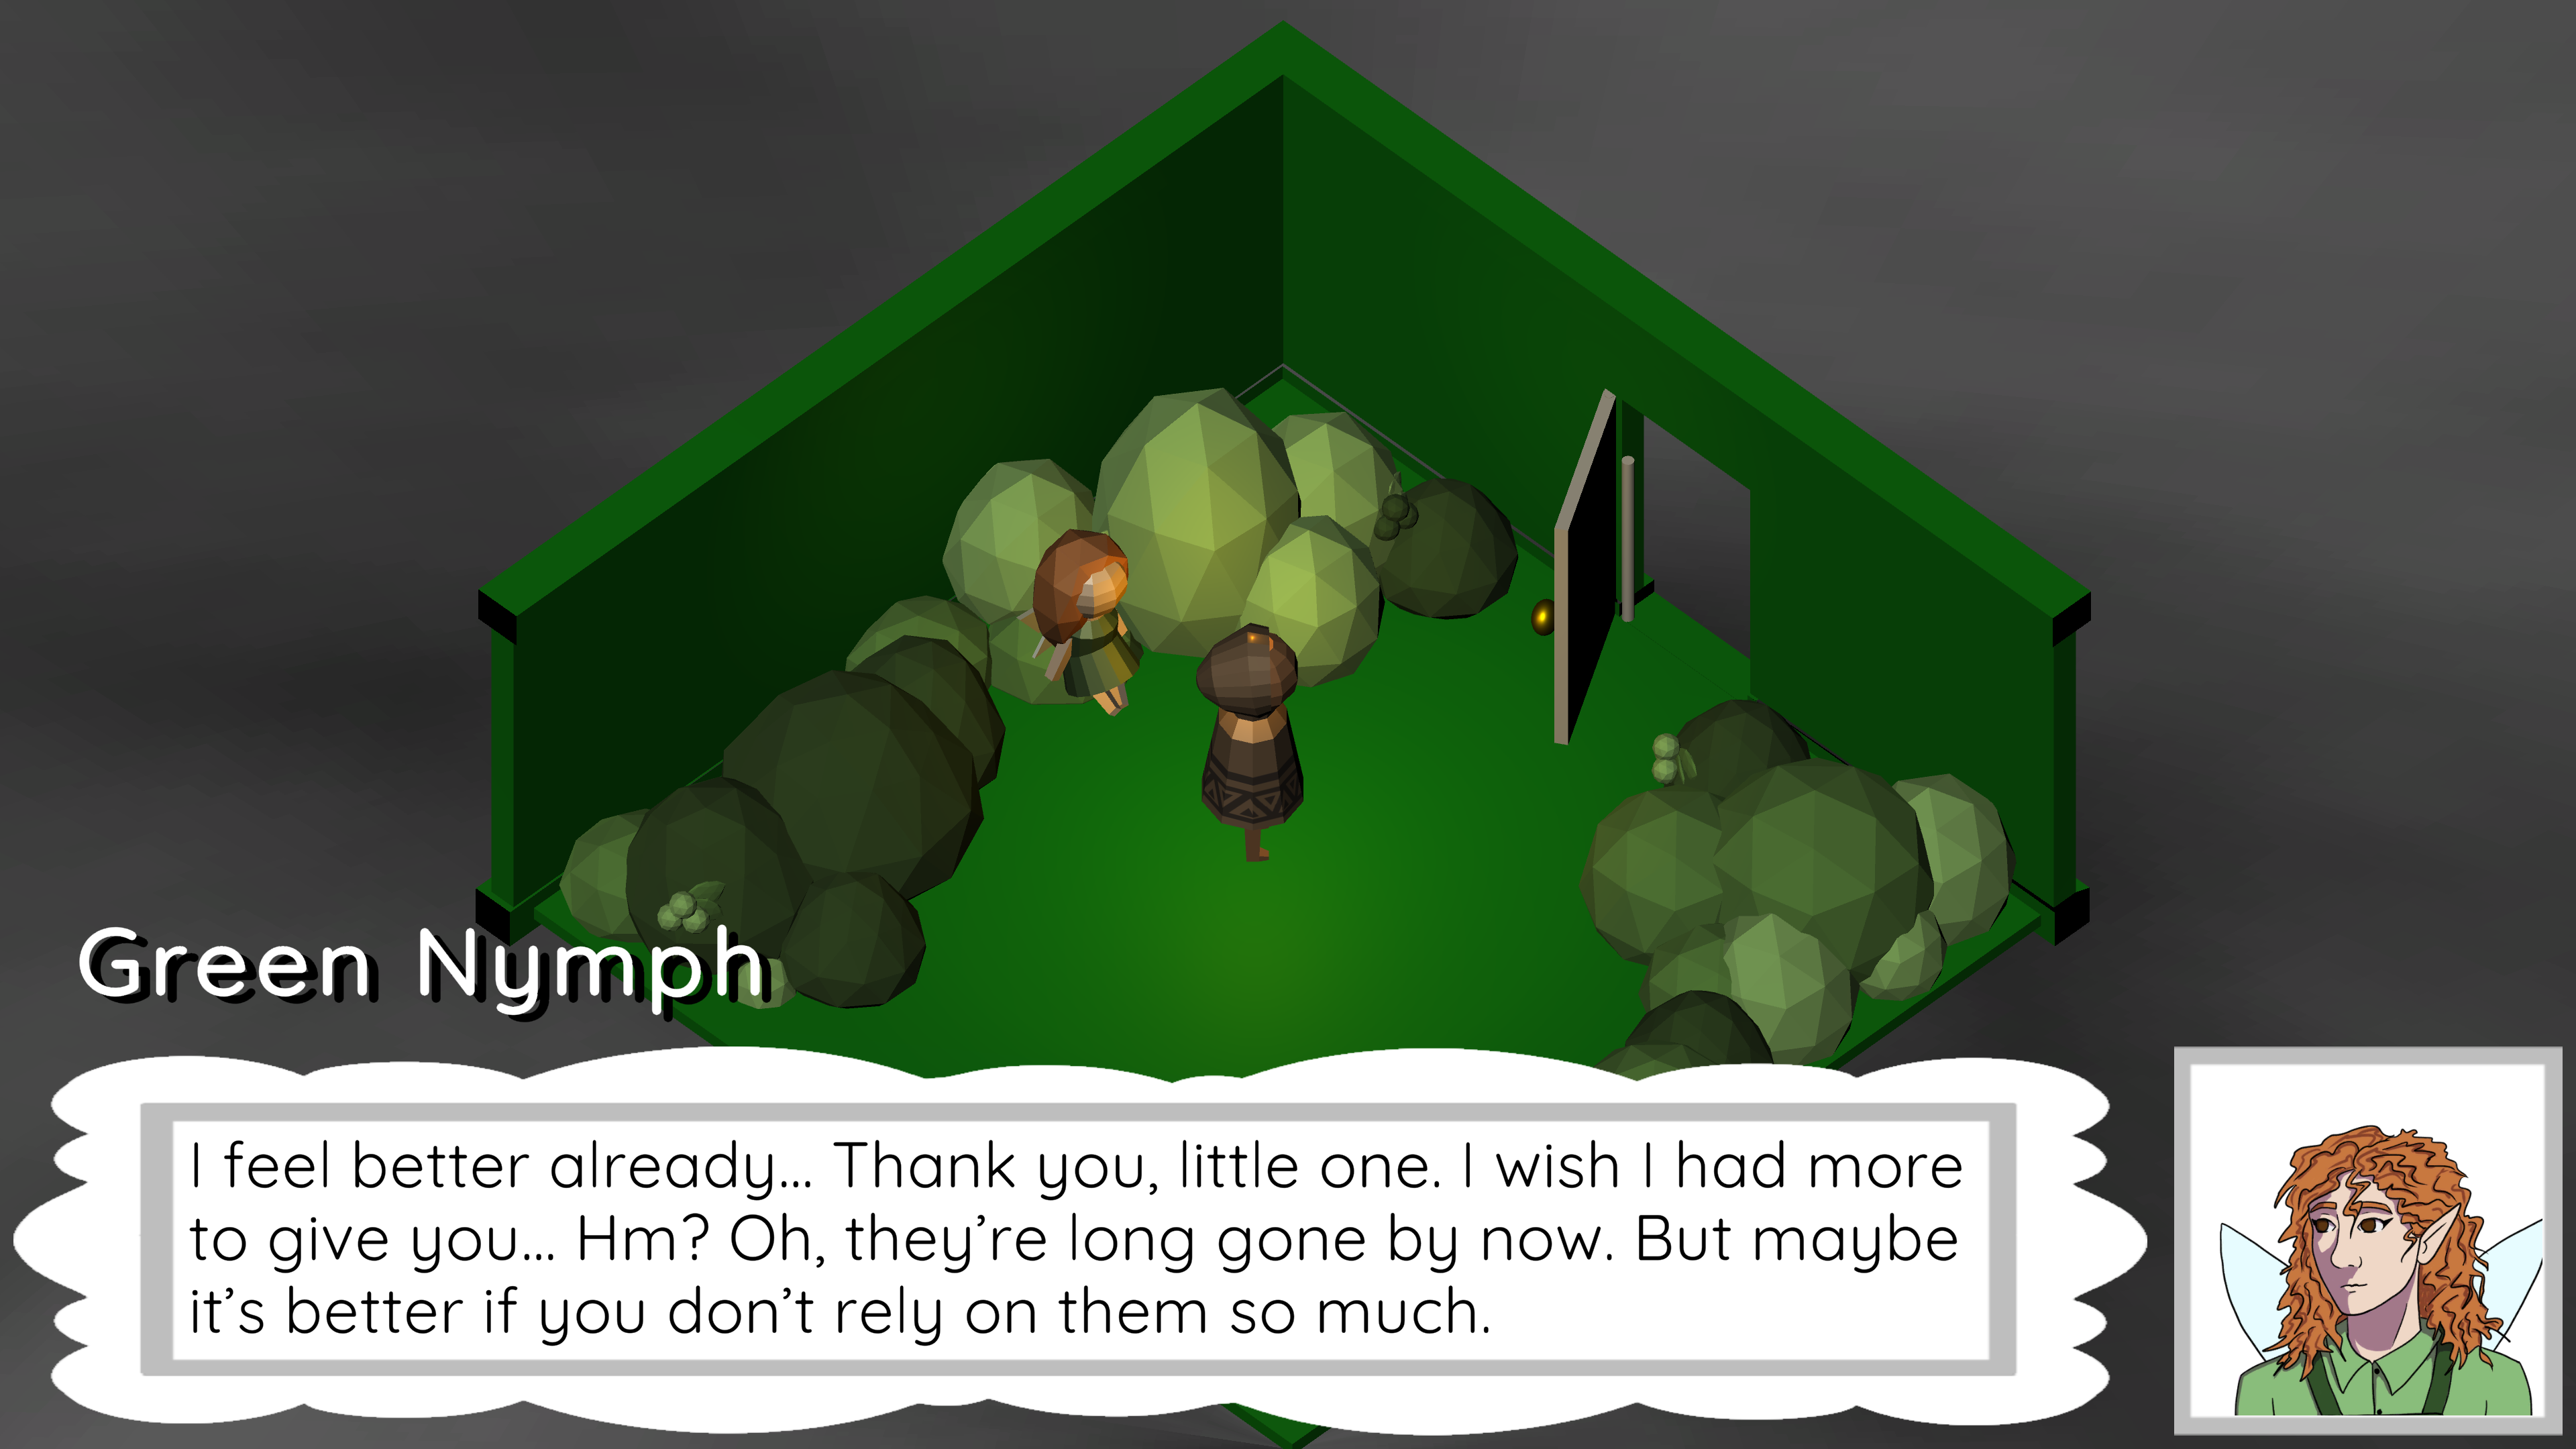 Green Nymph
I feel better already... Thank you, little one. I wish I had more
to give you... Hm? Oh, they’re long gone by now. But maybe
it’s better if you don’t rely on them so much.